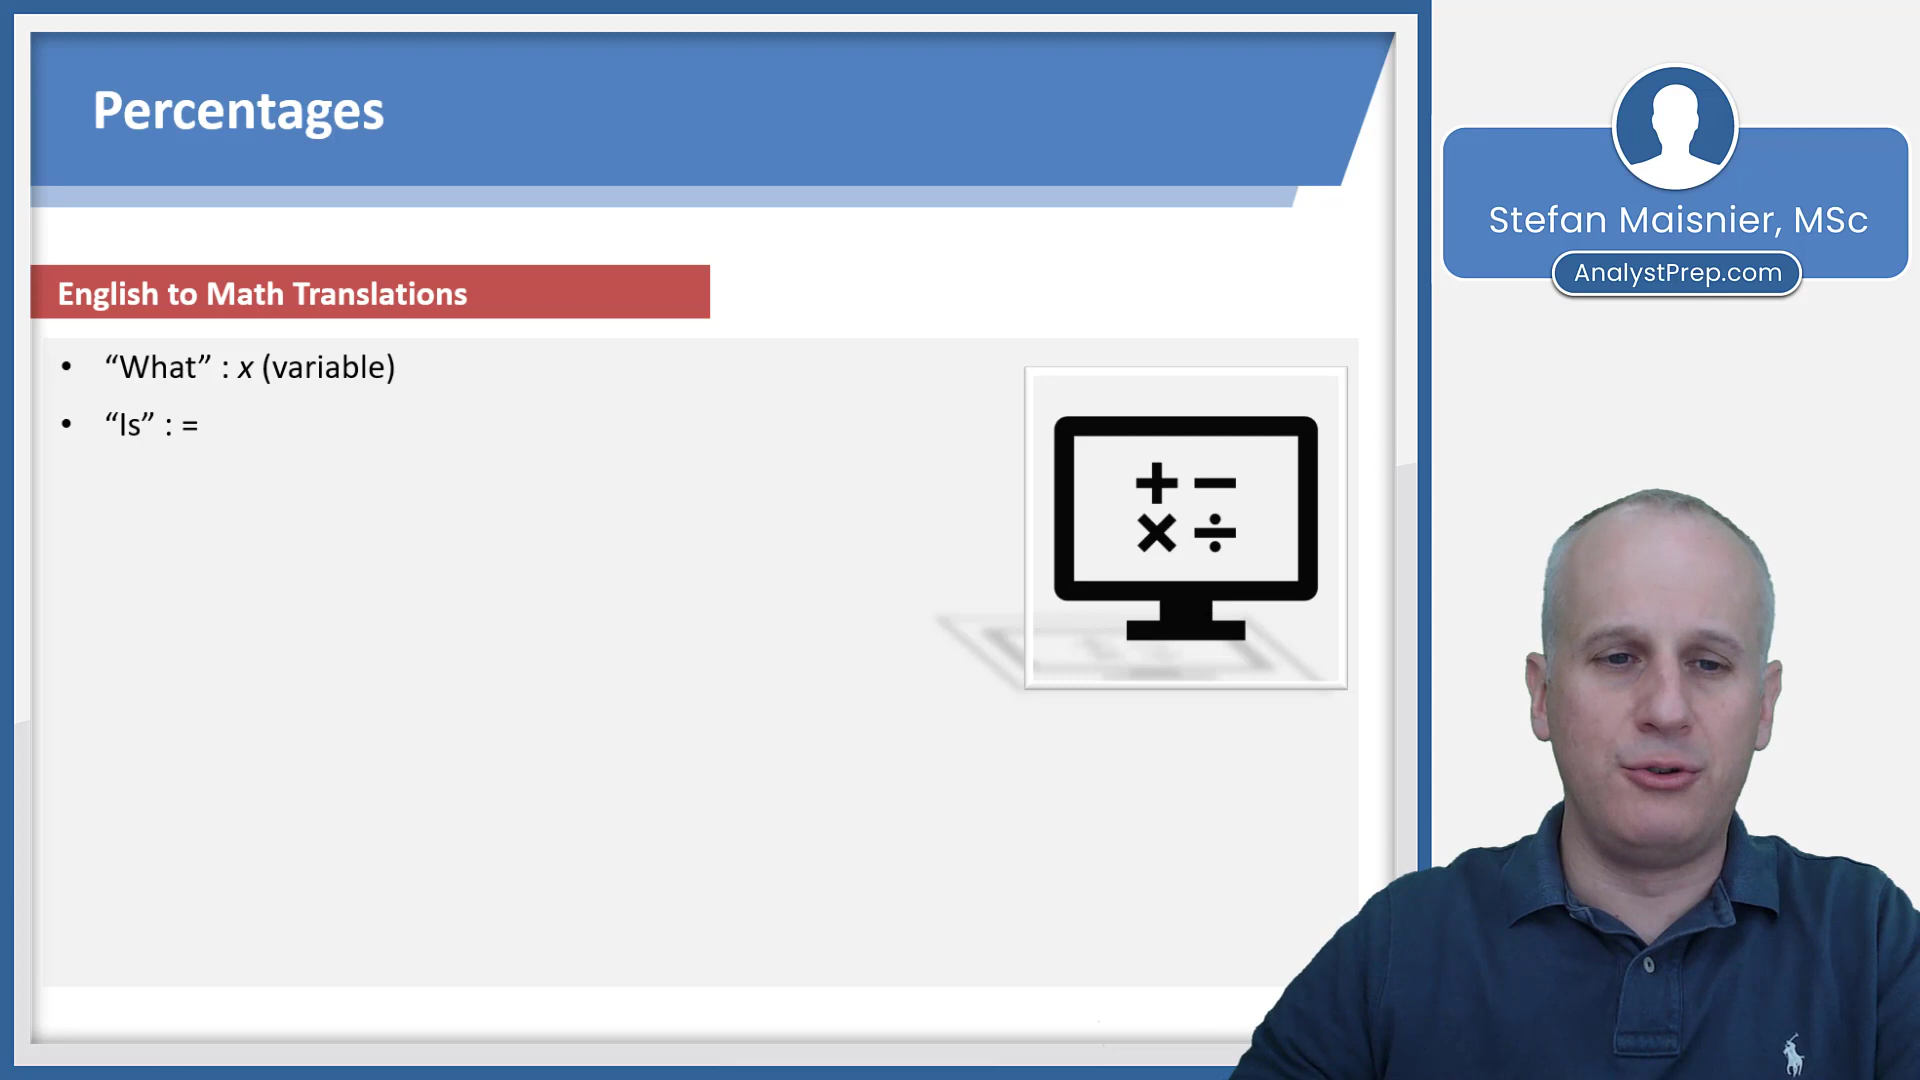 Percentages
English to Math Translations
• “What” : x (variable)
• “Is” : =
Stefan Maisnier, MSc
AnalystPrep.com